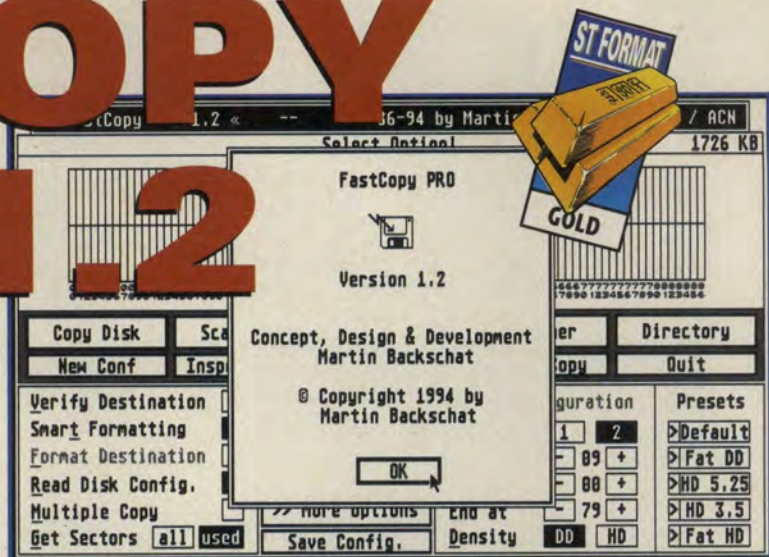 OPY
1.2
ST FORMAT
GOLD
1.2 « -- 86-94 by Marti / ACN
Select Option! 1726 KB
FastCopy PRO
Version 1.2
Concept, Design & Development
Martin Backschat
© Copyright 1994 by
Martin Backschat
OK
Copy Disk
Directory
New Conf
Quit
Verify Destination
Smart Formatting
Format Destination
Read Disk Config.
Multiple Copy
Get Sectors all used
>> More Options
Save Config.
1 2
- 09 +
- 00 +
End at - 79 +
Density DD HD
Presets
>Default
>Fat DD
>HD 5.25
>HD 3.5
>Fat HD